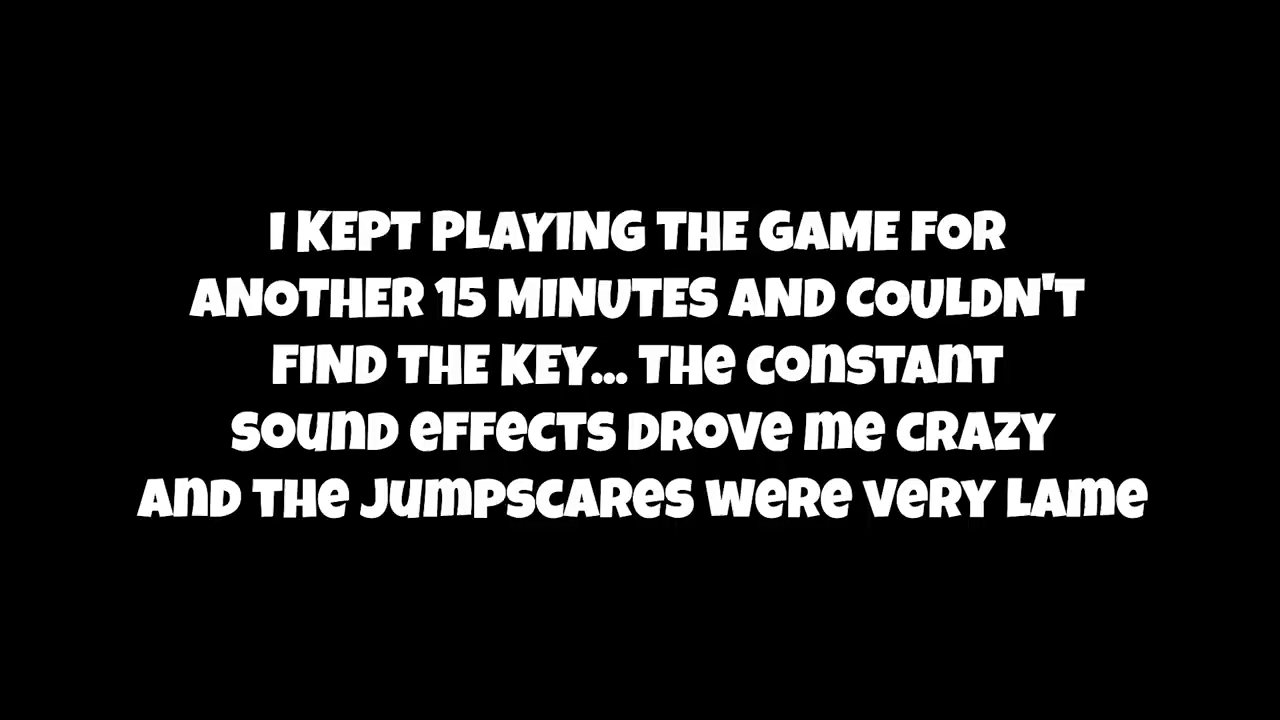 I KEPT PLAYING THE GAME FOR
ANOTHER 15 MINUTES AND COULDN'T
FIND THE KEY... The constant
sound effects drove me crazy
and the jumpscares were very lame